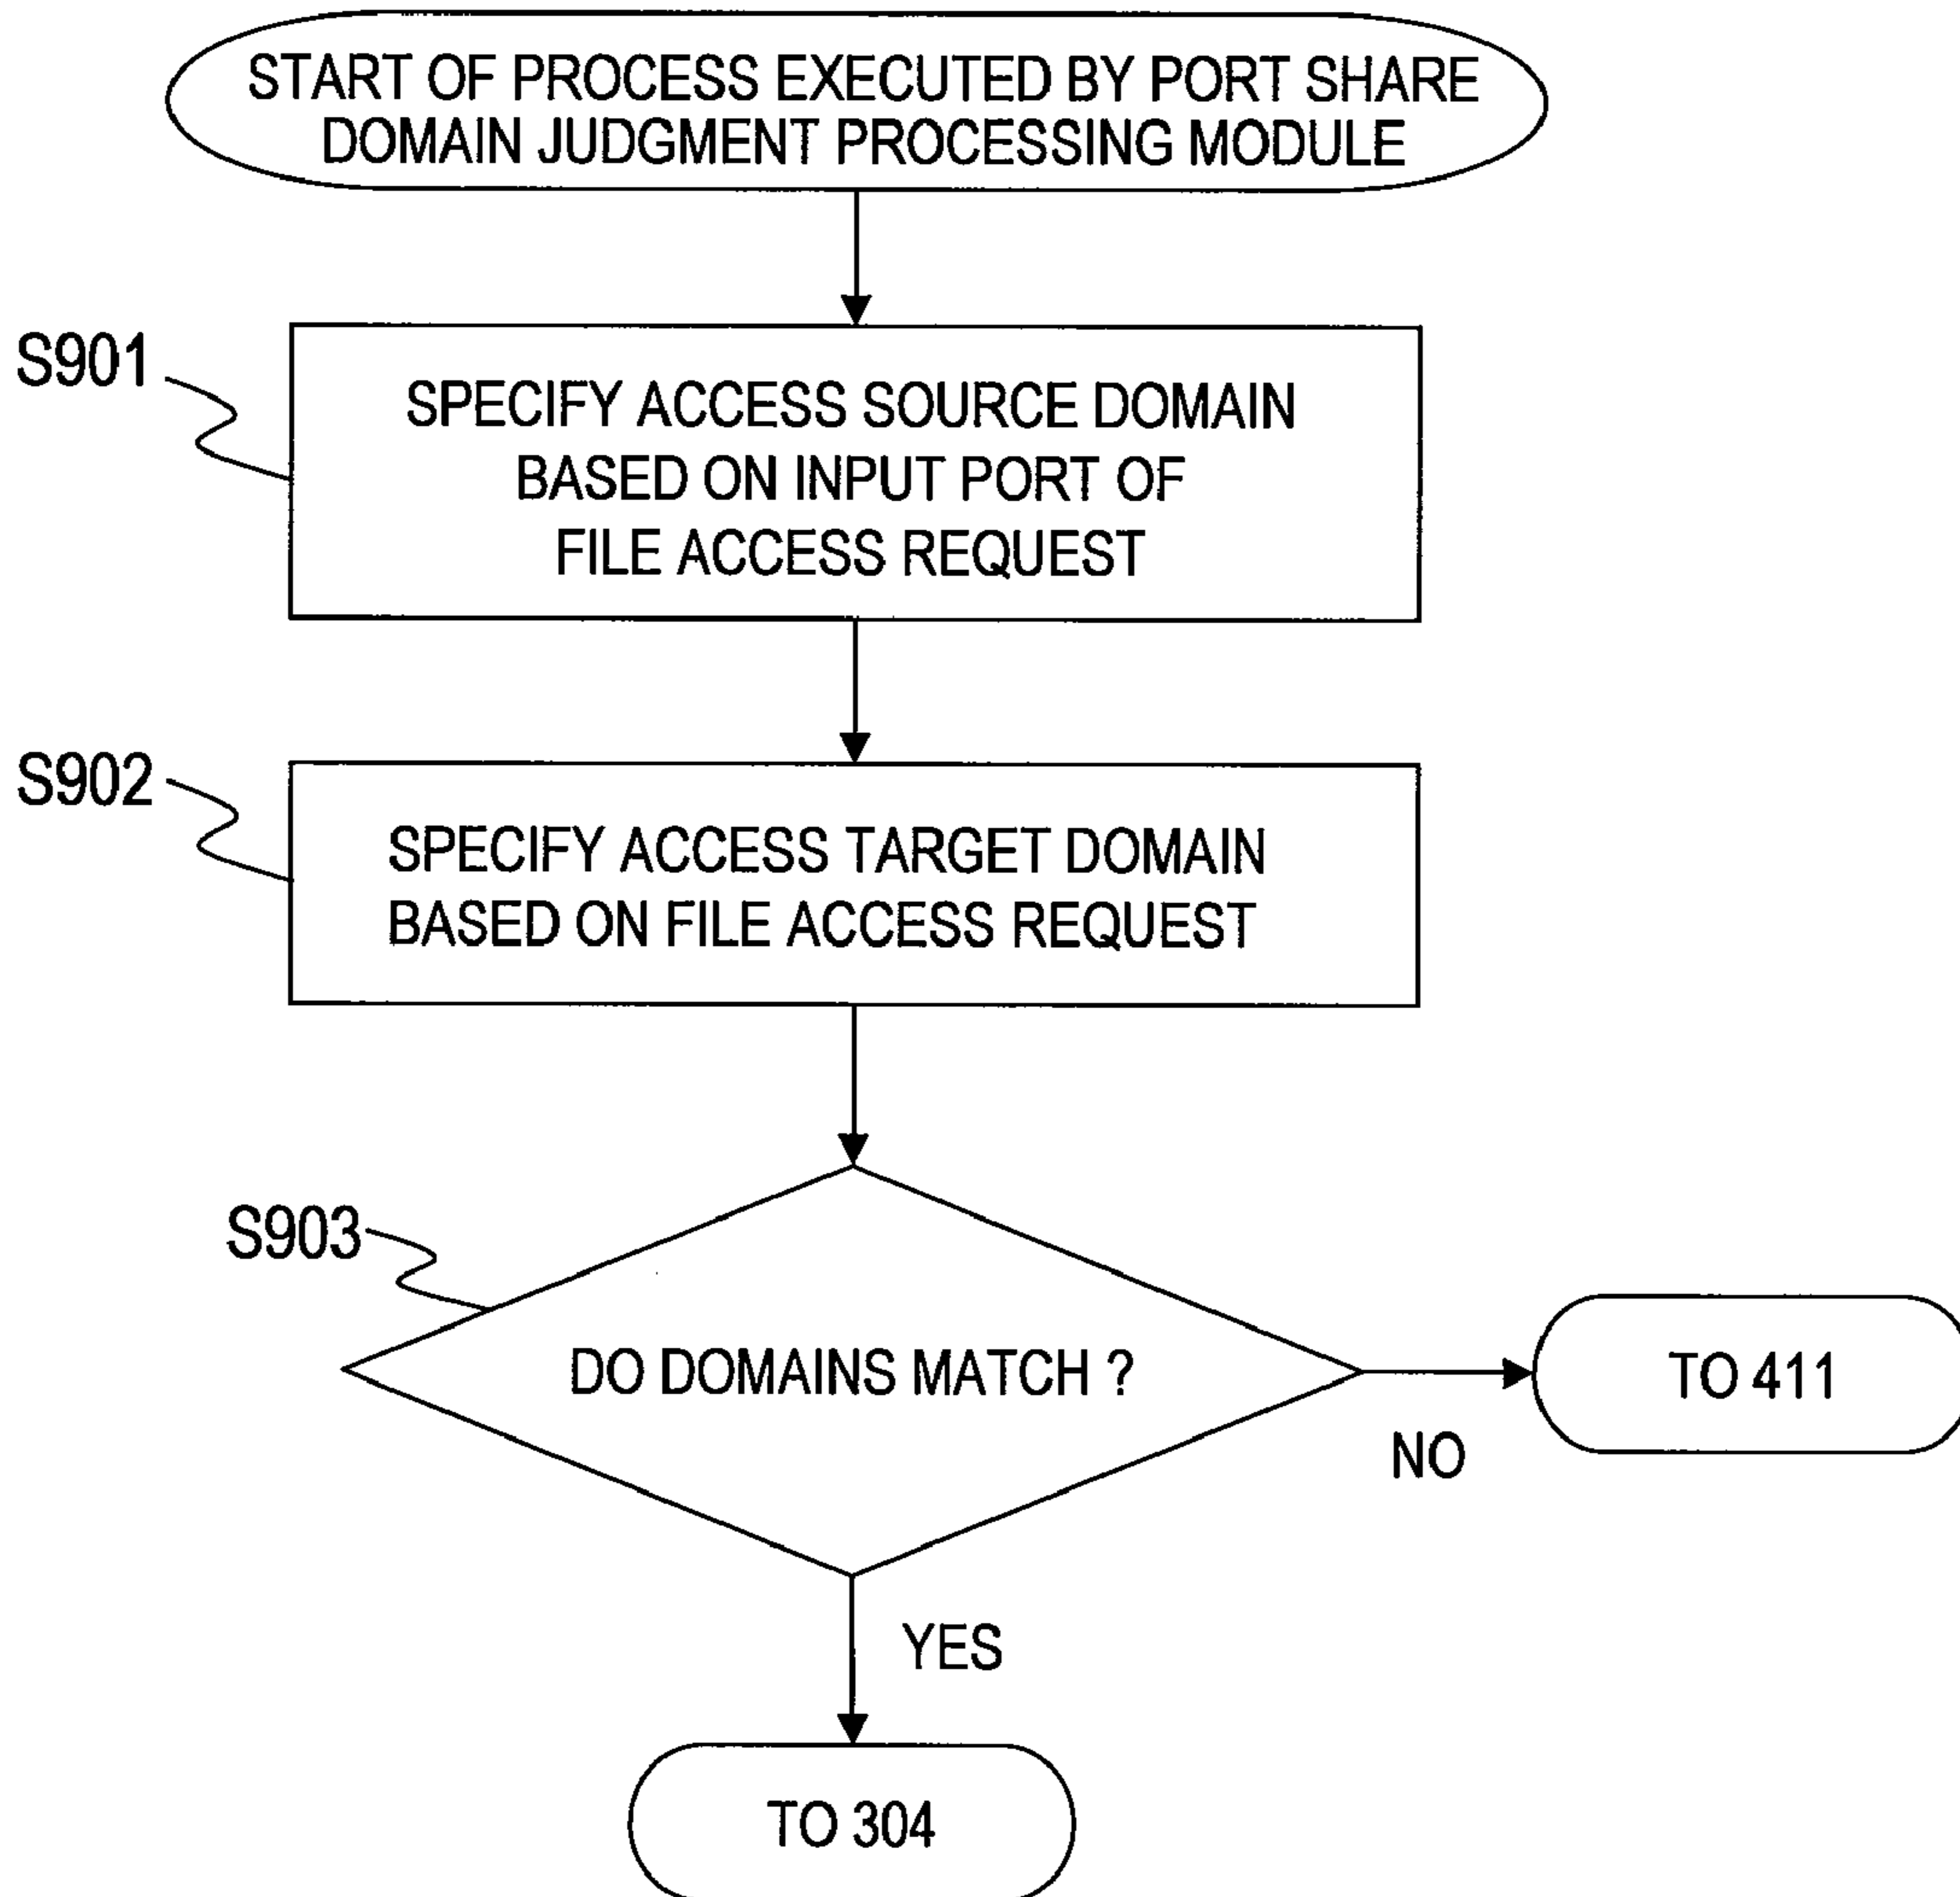 START OF PROCESS EXECUTED BY PORT SHARE
DOMAIN JUDGMENT PROCESSING MODULE
S901
SPECIFY ACCESS SOURCE DOMAIN
BASED ON INPUT PORT OF
FILE ACCESS REQUEST
S902
SPECIFY ACCESS TARGET DOMAIN
BASED ON FILE ACCESS REQUEST
S903
DO DOMAINS MATCH ?
TO 411
NO
YES
TO 304